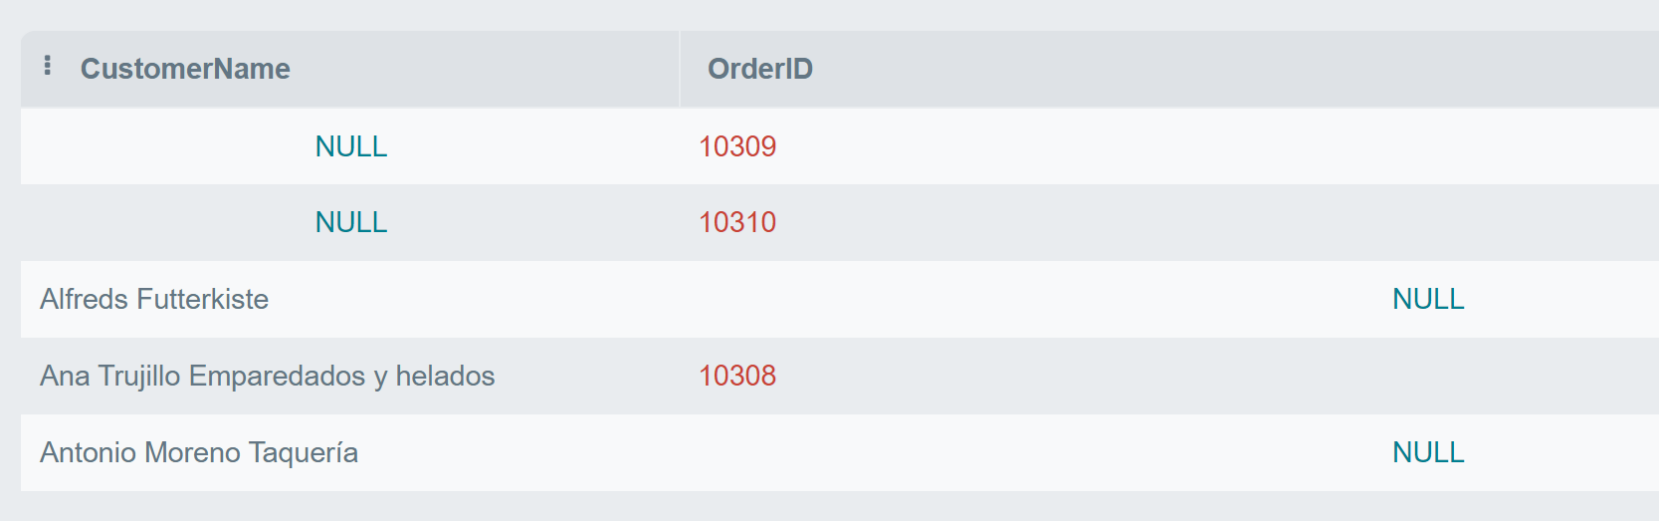 CustomerName OrderID
NULL 10309
NULL 10310
Alfreds Futterkiste NULL
Ana Trujillo Emparedados y helados 10308
Antonio Moreno Taquería NULL